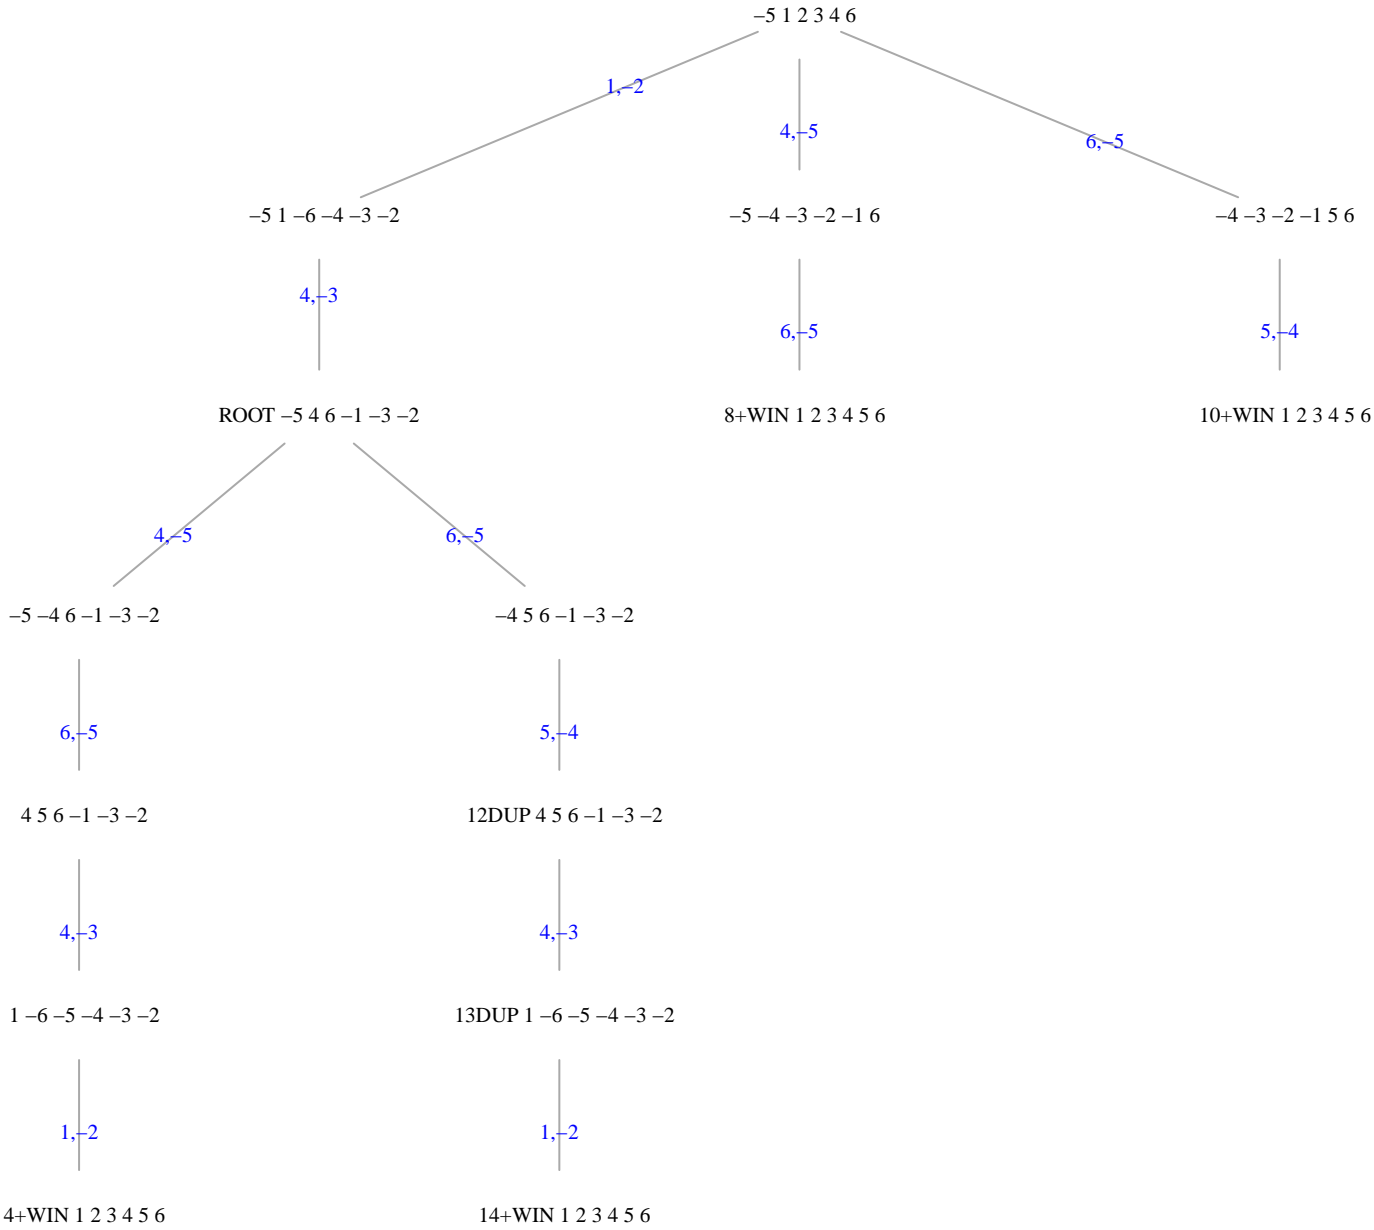 –5 1 2 3 4 6
1,–2
4,–5
6,–5
–5 1 –6 –4 –3 –2
–5 –4 –3 –2 –1 6
–4 –3 –2 –1 5 6
4,–3
6,–5
5,–4
ROOT –5 4 6 –1 –3 –2
8+WIN 1 2 3 4 5 6
10+WIN 1 2 3 4 5 6
4,–5
6,–5
–5 –4 6 –1 –3 –2
–4 5 6 –1 –3 –2
6,–5
5,–4
4 5 6 –1 –3 –2
12DUP 4 5 6 –1 –3 –2
4,–3
4,–3
1 –6 –5 –4 –3 –2
13DUP 1 –6 –5 –4 –3 –2
1,–2
1,–2
4+WIN 1 2 3 4 5 6
14+WIN 1 2 3 4 5 6